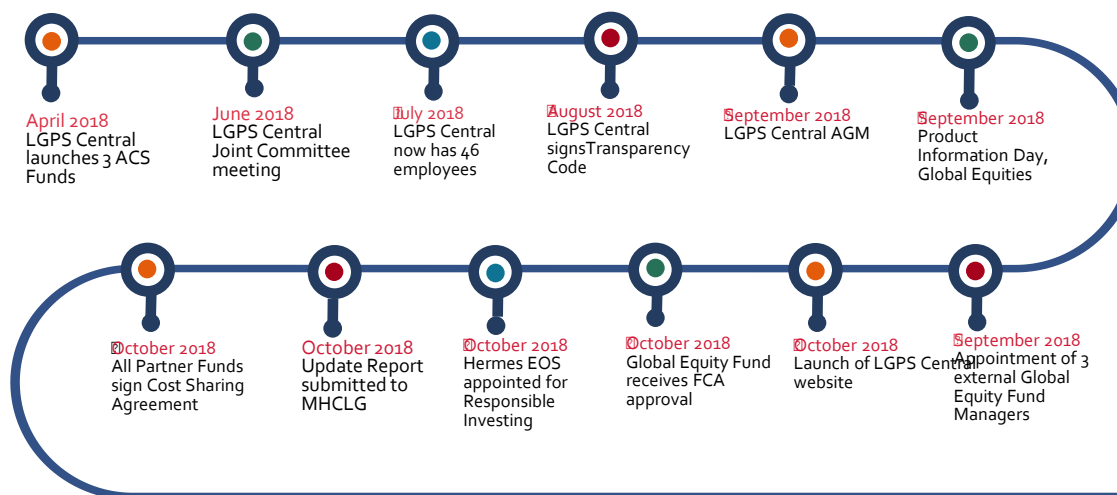 April 2018
LGPS Central
launches 3 ACS
Funds
June 2018
LGPS Central
Joint Committee
meeting
July 2018
LGPS Central
now has 46
employees
August 2018
LGPS Central
signsTransparency
Code
September 2018
LGPS Central AGM
September 2018
Product
Information Day,
Global Equities
October 2018
All Partner Funds
sign Cost Sharing
Agreement
October 2018
Update Report
submitted to
MHCLG
October 2018
Hermes EOS
appointed for
Responsible
Investing
October 2018
Global Equity Fund
receives FCA
approval
October 2018
Launch of LGPS Central
website
September 2018
Appointment of 3
external Global
Equity Fund
Managers